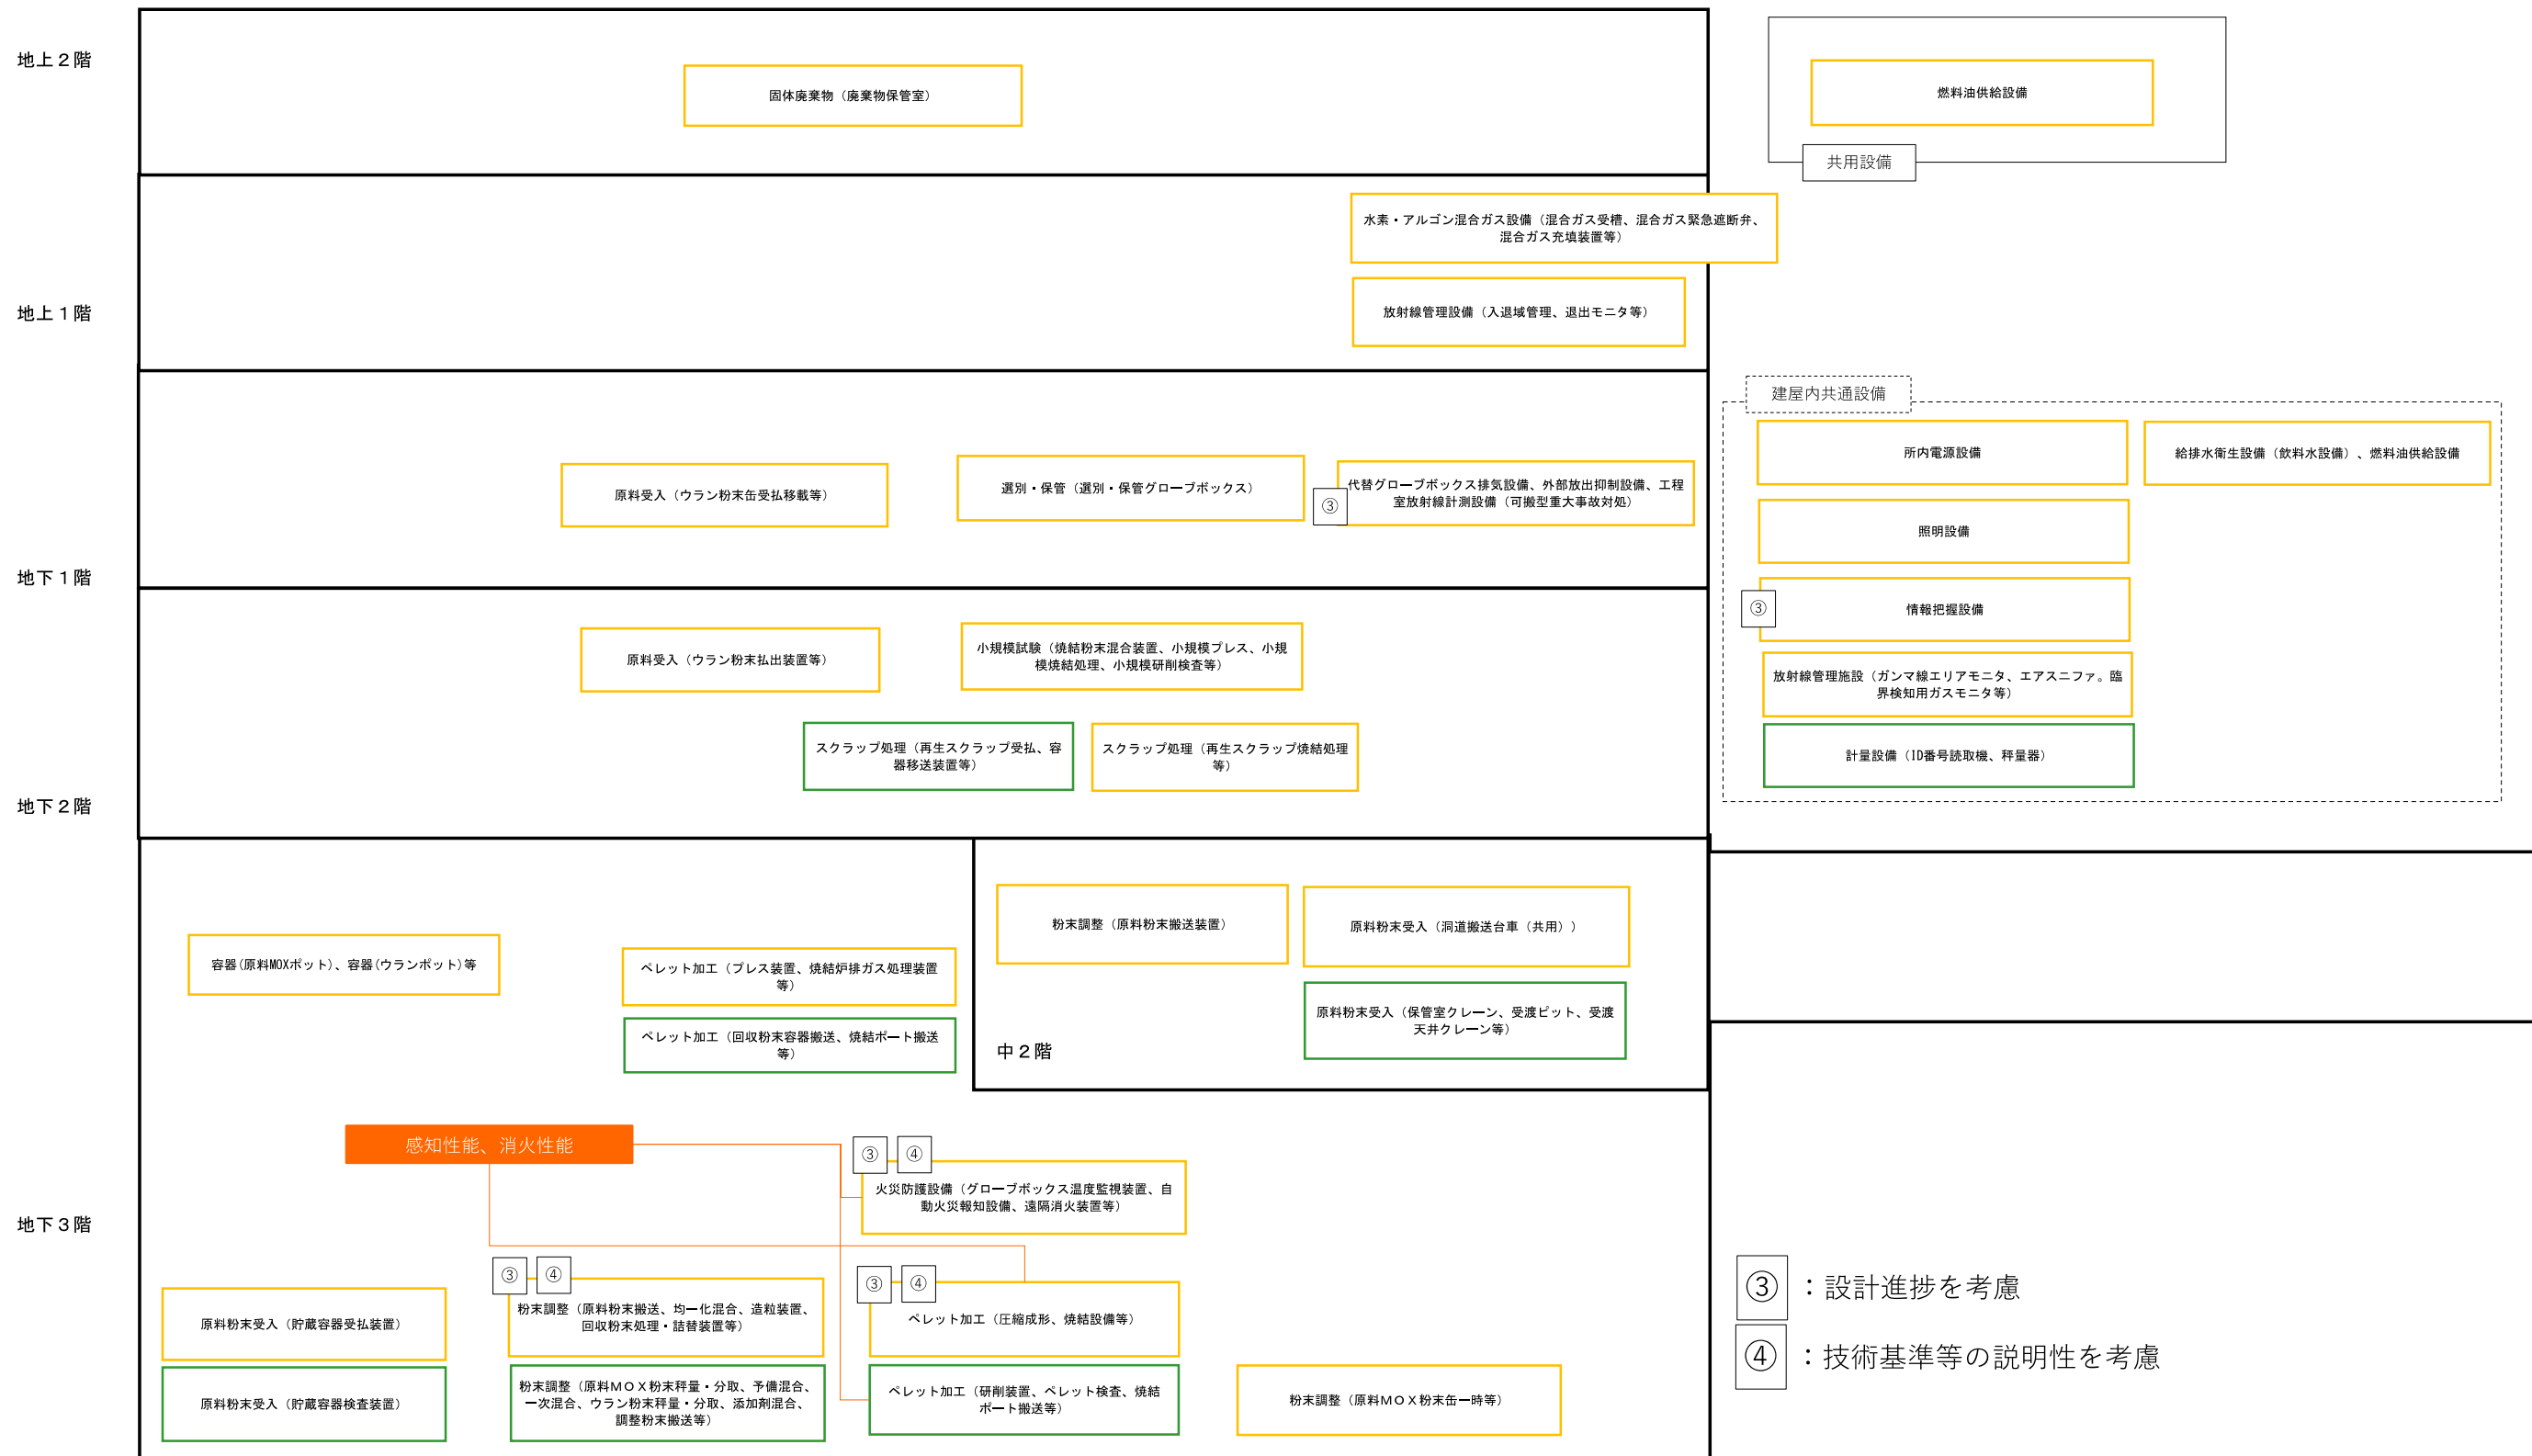 地上２階
固体廃棄物（廃棄物保管室）
燃料油供給設備
共用設備
水素・アルゴン混合ガス設備（混合ガス受槽、混合ガス緊急遮断弁、
混合ガス充填装置等）
地上１階
放射線管理設備（入退域管理、退出モニタ等）
建屋内共通設備
所内電源設備
給排水衛生設備（飲料水設備）、燃料油供給設備
原料受入（ウラン粉末缶受払移載等）
選別・保管（選別・保管グローブボックス）
③
代替グローブボックス排気設備、外部放出抑制設備、工程
室放射線計測設備（可搬型重大事故対処）
照明設備
地下１階
③
情報把握設備
原料受入（ウラン粉末払出装置等）
小規模試験（焼結粉末混合装置、小規模プレス、小規
模焼結処理、小規模研削検査等）
放射線管理施設（ガンマ線エリアモニタ、エアスニファ。臨
界検知用ガスモニタ等）
スクラップ処理（再生スクラップ受払、容
器移送装置等）
スクラップ処理（再生スクラップ焼結処理
等）
計量設備（ID番号読取機、秤量器）
地下２階
粉末調整（原料粉末搬送装置）
原料粉末受入（洞道搬送台車（共用））
容器(原料MOXポット)、容器(ウランポット)等
ペレット加工（プレス装置、焼結炉排ガス処理装置
等）
原料粉末受入（保管室クレーン、受渡ピット、受渡
天井クレーン等）
ペレット加工（回収粉末容器搬送、焼結ボート搬送
等）
中２階
感知性能、消火性能
③ ④
火災防護設備（グローブボックス温度監視装置、自
動火災報知設備、遠隔消火装置等）
地下３階
③ ④
粉末調整（原料粉末搬送、均一化混合、造粒装置、
回収粉末処理・詰替装置等）
③ ④
ペレット加工（圧縮成形、焼結設備等）
原料粉末受入（貯蔵容器受払装置）
原料粉末受入（貯蔵容器検査装置）
粉末調整（原料ＭＯＸ粉末秤量・分取、予備混合、
一次混合、ウラン粉末秤量・分取、添加剤混合、
調整粉末搬送等）
ペレット加工（研削装置、ペレット検査、焼結
ボート搬送等）
粉末調整（原料ＭＯＸ粉末缶一時等）
③：設計進捗を考慮
④：技術基準等の説明性を考慮